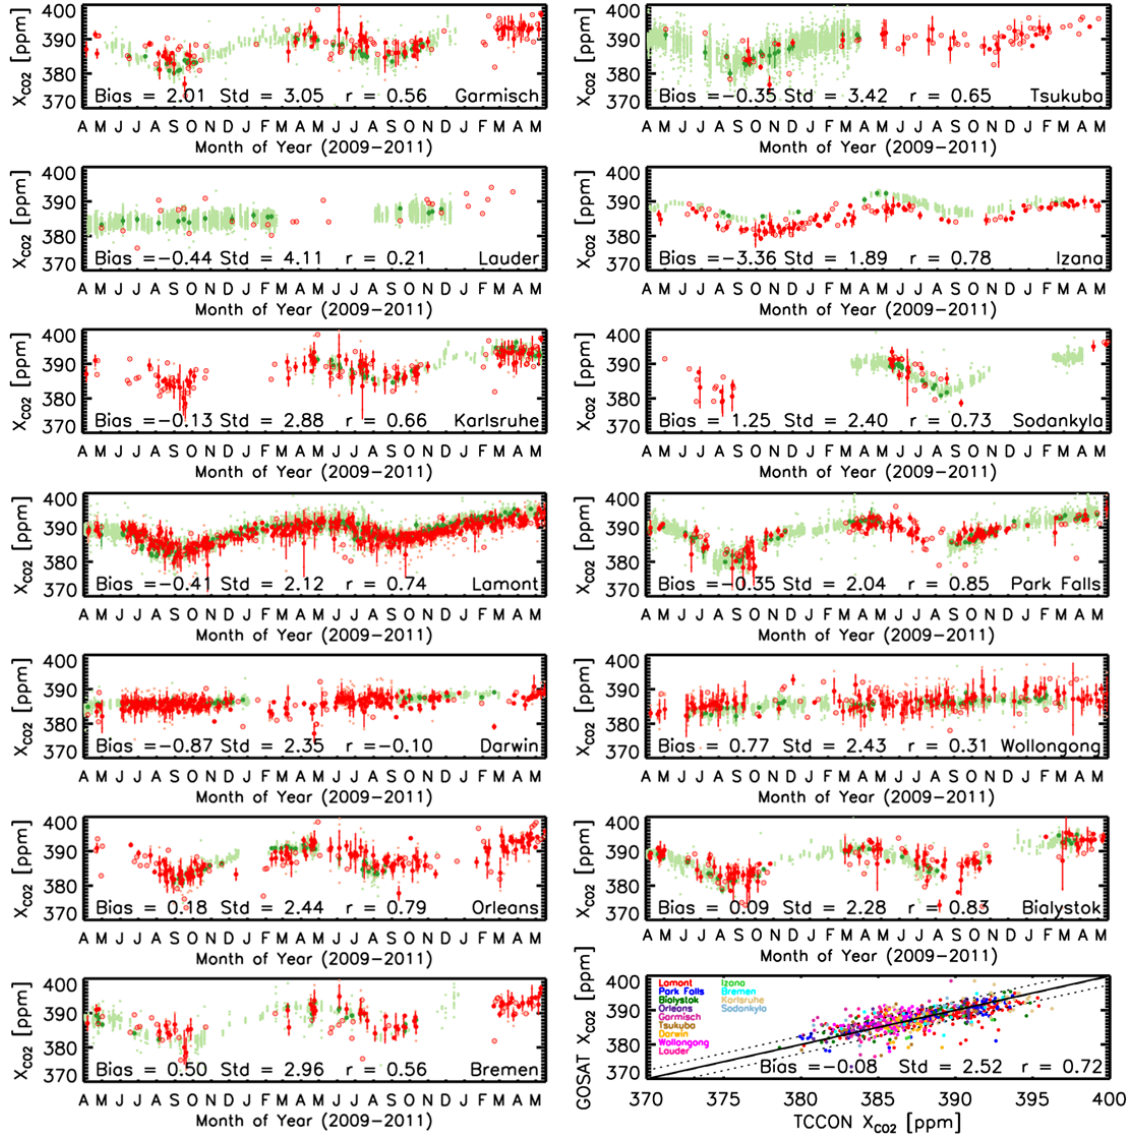 400
390
380
370
X_CO2 [ppm]
Bias = 2.01 Std = 3.05 r = 0.56 Garmisch
A M J J A S O N D J F M A M J J A S O N D J F M A M
Month of Year (2009-2011)
400
390
380
370
X_CO2 [ppm]
Bias =-0.35 Std = 3.42 r = 0.65 Tsukuba
A M J J A S O N D J F M A M J J A S O N D J F M A M
Month of Year (2009-2011)
400
390
380
370
X_CO2 [ppm]
Bias =-0.44 Std = 4.11 r = 0.21 Lauder
A M J J A S O N D J F M A M J J A S O N D J F M A M
Month of Year (2009-2011)
400
390
380
370
X_CO2 [ppm]
Bias =-3.36 Std = 1.89 r = 0.78 Izana
A M J J A S O N D J F M A M J J A S O N D J F M A M
Month of Year (2009-2011)
400
390
380
370
X_CO2 [ppm]
Bias =-0.13 Std = 2.88 r = 0.66 Karlsruhe
A M J J A S O N D J F M A M J J A S O N D J F M A M
Month of Year (2009-2011)
400
390
380
370
X_CO2 [ppm]
Bias = 1.25 Std = 2.40 r = 0.73 Sodankyla
A M J J A S O N D J F M A M J J A S O N D J F M A M
Month of Year (2009-2011)
400
390
380
370
X_CO2 [ppm]
Bias =-0.41 Std = 2.12 r = 0.74 Lamont
A M J J A S O N D J F M A M J J A S O N D J F M A M
Month of Year (2009-2011)
400
390
380
370
X_CO2 [ppm]
Bias =-0.35 Std = 2.04 r = 0.85 Park Falls
A M J J A S O N D J F M A M J J A S O N D J F M A M
Month of Year (2009-2011)
400
390
380
370
X_CO2 [ppm]
Bias =-0.87 Std = 2.35 r =-0.10 Darwin
A M J J A S O N D J F M A M J J A S O N D J F M A M
Month of Year (2009-2011)
400
390
380
370
X_CO2 [ppm]
Bias = 0.77 Std = 2.43 r = 0.31 Wollongong
A M J J A S O N D J F M A M J J A S O N D J F M A M
Month of Year (2009-2011)
400
390
380
370
X_CO2 [ppm]
Bias = 0.18 Std = 2.44 r = 0.79 Orleans
A M J J A S O N D J F M A M J J A S O N D J F M A M
Month of Year (2009-2011)
400
390
380
370
X_CO2 [ppm]
Bias = 0.09 Std = 2.28 r = 0.83 Bialystok
A M J J A S O N D J F M A M J J A S O N D J F M A M
Month of Year (2009-2011)
400
390
380
370
X_CO2 [ppm]
Bias = 0.50 Std = 2.96 r = 0.56 Bremen
A M J J A S O N D J F M A M J J A S O N D J F M A M
Month of Year (2009-2011)
400
390
380
370
GOSAT X_CO2 [ppm]
Lamont Izana
Park Falls Bremen
Bialystok Karlsruhe
Orleans Sodankyla
Garmisch
Tsukuba
Darwin
Wollongong
Lauder
Bias =-0.08 Std = 2.52 r = 0.72
370 375 380 385 390 395 400
TCCON X_CO2 [ppm]